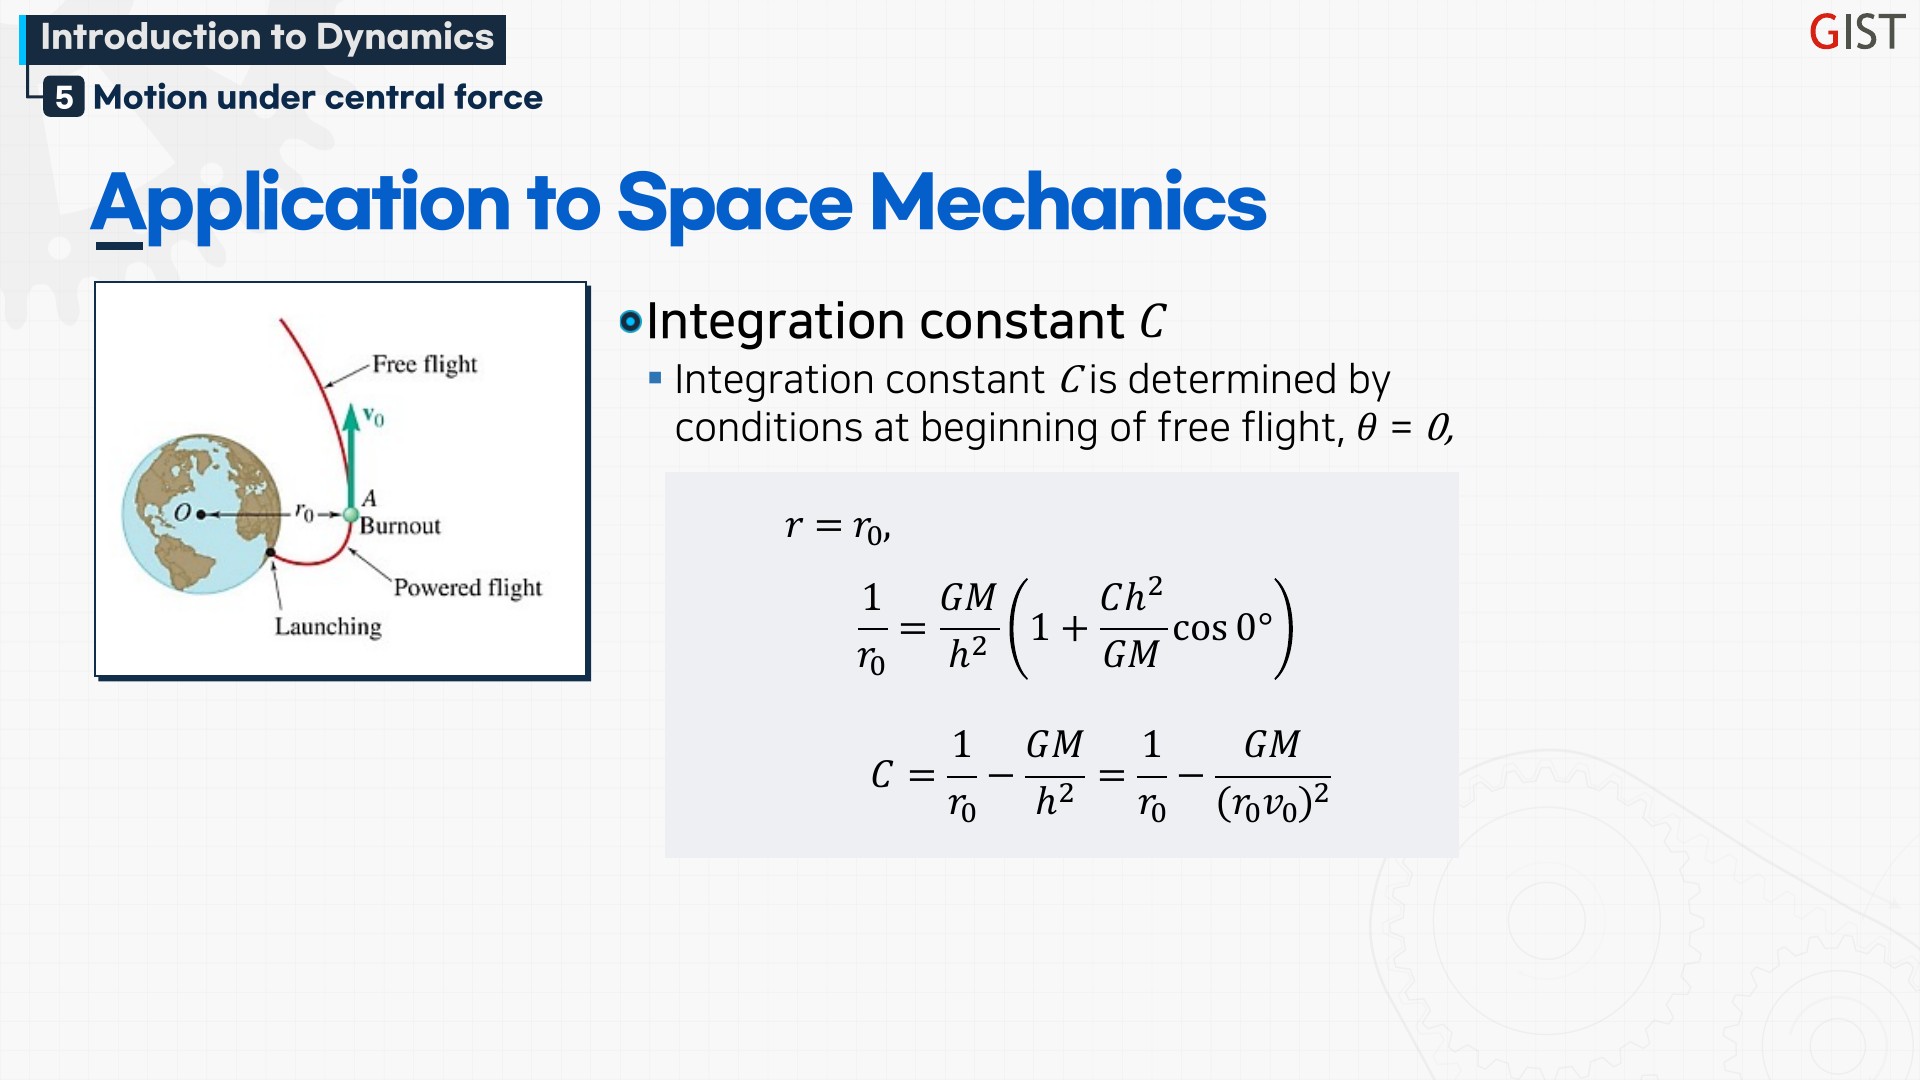 Introduction to Dynamics
GIST
5 Motion under central force
Application to Space Mechanics
Free flight
v₀
A
O
r₀
Burnout
Powered flight
Launching
Integration constant C
Integration constant C is determined by
conditions at beginning of free flight, θ = 0,
r = r₀,
1/r₀ = GM/h² (1 + Ch²/GM cos 0°)
C = 1/r₀ − GM/h² = 1/r₀ − GM/(r₀v₀)²